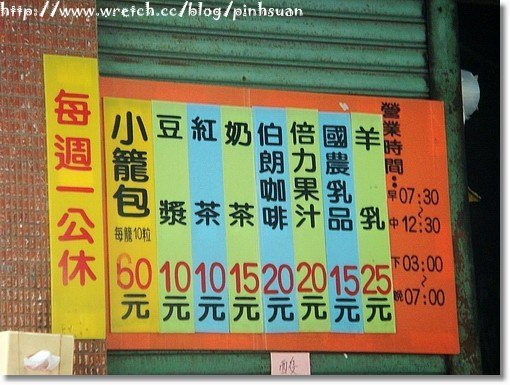 http://www.wretch.cc/blog/pinhsuan
每週一公休
小籠包
每籠10粒
60元
豆漿
10元
紅茶
10元
奶茶
15元
伯朗咖啡
20元
倍力果汁
20元
國農乳品
15元
羊乳
25元
營業時間：
早07:30
～
中12:30
下03:00
～
晚07:00